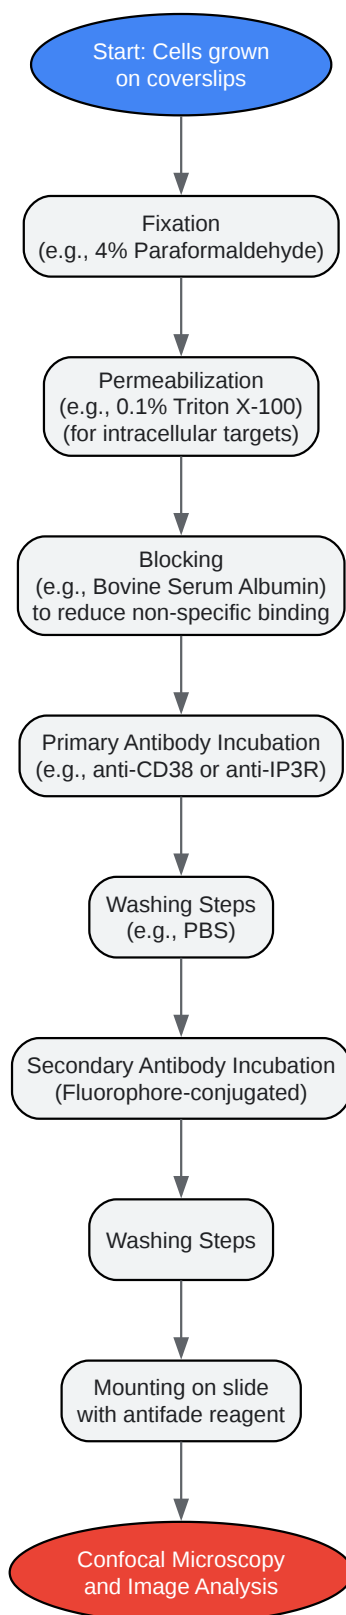 Start: Cells grown
on coverslips
Fixation
(e.g., 4% Paraformaldehyde)
Permeabilization
(e.g., 0.1% Triton X-100)
(for intracellular targets)
Blocking
(e.g., Bovine Serum Albumin)
to reduce non-specific binding
Primary Antibody Incubation
(e.g., anti-CD38 or anti-IP3R)
Washing Steps
(e.g., PBS)
Secondary Antibody Incubation
(Fluorophore-conjugated)
Washing Steps
Mounting on slide
with antifade reagent
Confocal Microscopy
and Image Analysis